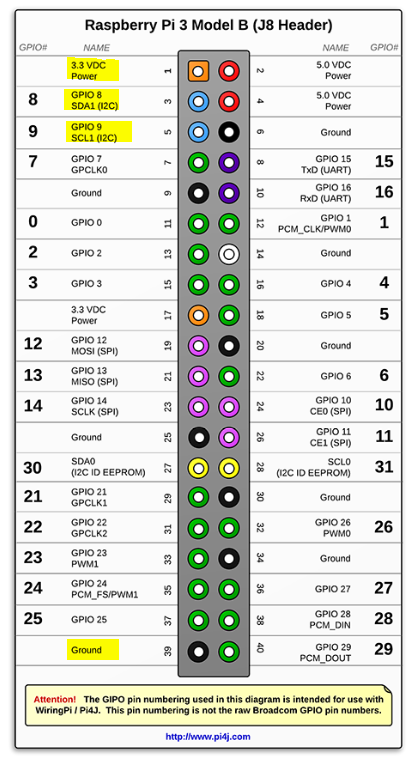 Raspberry Pi 3 Model B (J8 Header)
GPIO# NAME NAME GPIO#
3.3 VDC Power 1 2 5.0 VDC Power
8 GPIO 8 SDA1 (I2C) 3 4 5.0 VDC Power
9 GPIO 9 SCL1 (I2C) 5 6 Ground
7 GPIO 7 GPCLK0 7 8 GPIO 15 TxD (UART) 15
Ground 9 10 GPIO 16 RxD (UART) 16
0 GPIO 0 11 12 GPIO 1 PCM_CLK/PWM0 1
2 GPIO 2 13 14 Ground
3 GPIO 3 15 16 GPIO 4 4
3.3 VDC Power 17 18 GPIO 5 5
12 GPIO 12 MOSI (SPI) 19 20 Ground
13 GPIO 13 MISO (SPI) 21 22 GPIO 6 6
14 GPIO 14 SCLK (SPI) 23 24 GPIO 10 CE0 (SPI) 10
Ground 25 26 GPIO 11 CE1 (SPI) 11
30 SDA0 (I2C ID EEPROM) 27 28 SCL0 (I2C ID EEPROM) 31
21 GPIO 21 GPCLK1 29 30 Ground
22 GPIO 22 GPCLK2 31 32 GPIO 26 PWM0 26
23 GPIO 23 PWM1 33 34 Ground
24 GPIO 24 PCM_FS/PWM1 35 36 GPIO 27 27
25 GPIO 25 37 38 GPIO 28 PCM_DIN 28
Ground 39 40 GPIO 29 PCM_DOUT 29
Attention! The GIPO pin numbering used in this diagram is intended for use with
WiringPi / Pi4J. This pin numbering is not the raw Broadcom GPIO pin numbers.
http://www.pi4j.com